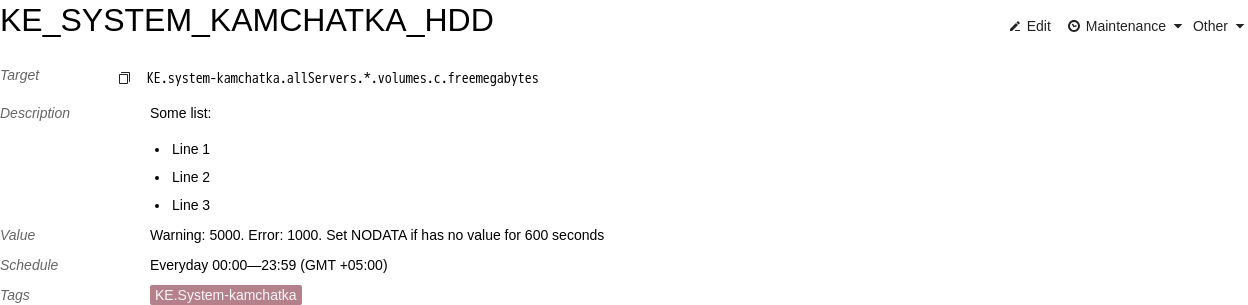 KE_SYSTEM_KAMCHATKA_HDD
Edit Maintenance Other
Target KE.system-kamchatka.allServers.*.volumes.c.freemegabytes
Description Some list:
• Line 1
• Line 2
• Line 3
Value Warning: 5000. Error: 1000. Set NODATA if has no value for 600 seconds
Schedule Everyday 00:00—23:59 (GMT +05:00)
Tags KE.System-kamchatka